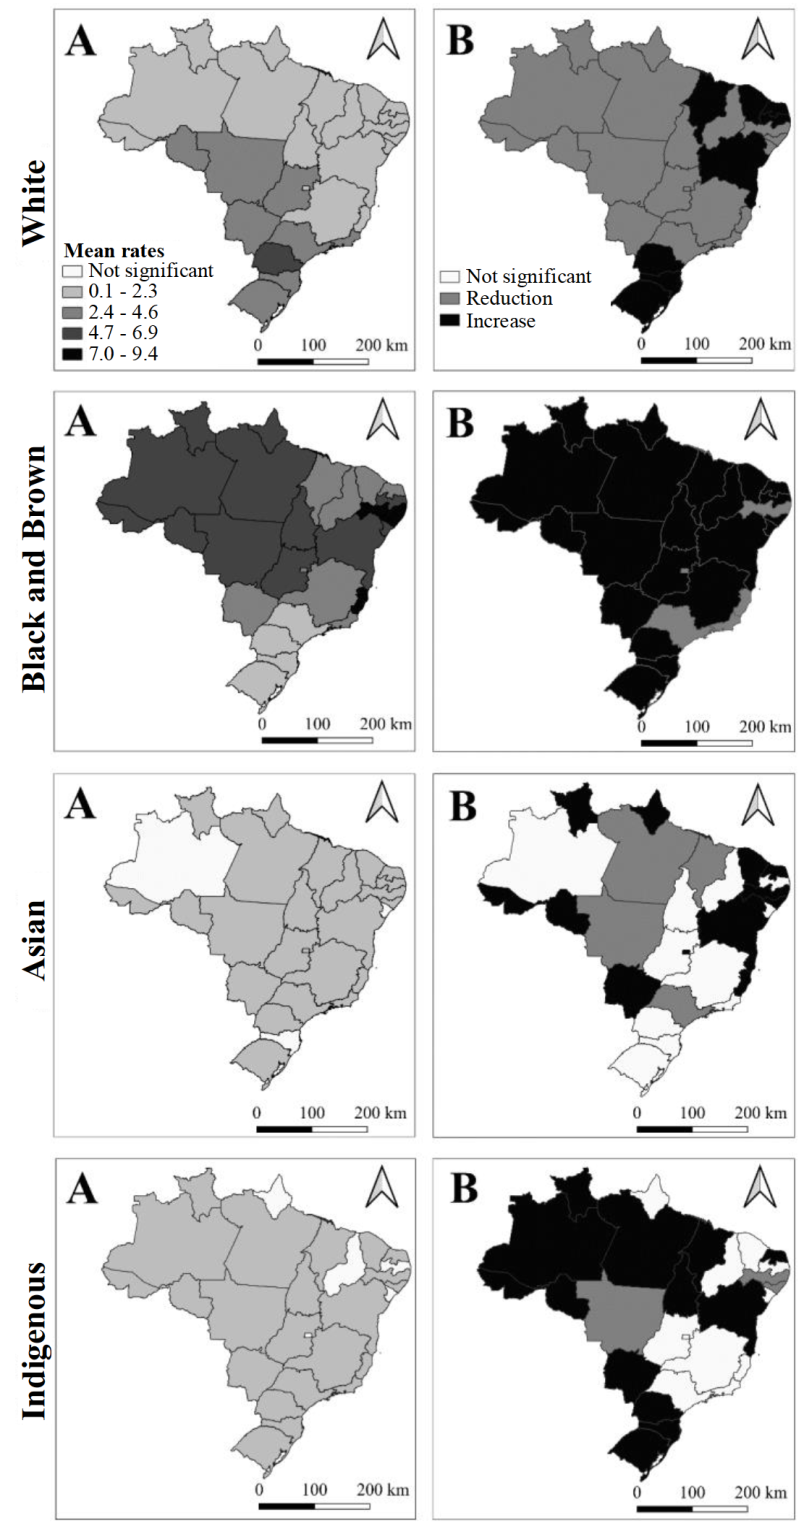 White
A
Mean rates
Not significant
0.1 - 2.3
2.4 - 4.6
4.7 - 6.9
7.0 - 9.4
0 100 200 km
B
Not significant
Reduction
Increase
0 100 200 km
Black and Brown
A
0 100 200 km
B
0 100 200 km
Asian
A
0 100 200 km
B
0 100 200 km
Indigenous
A
0 100 200 km
B
0 100 200 km